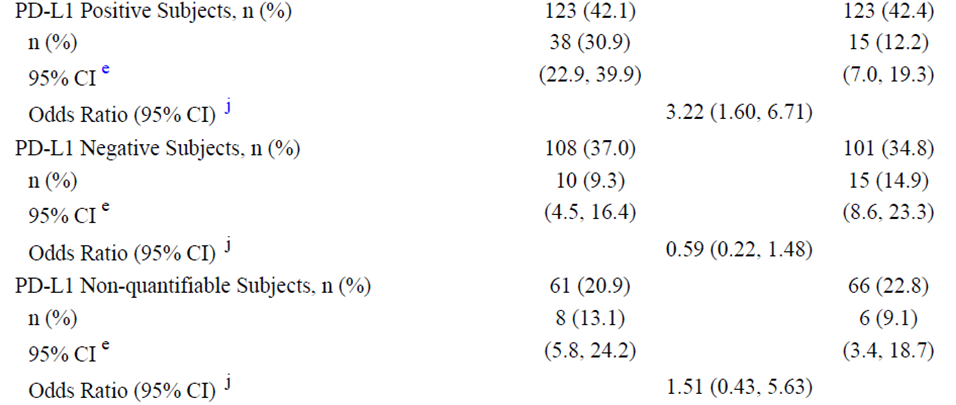 PD-L1 Positive Subjects, n (%) 123 (42.1) 123 (42.4)
n (%) 38 (30.9) 15 (12.2)
95% CI e (22.9, 39.9) (7.0, 19.3)
Odds Ratio (95% CI) j 3.22 (1.60, 6.71)
PD-L1 Negative Subjects, n (%) 108 (37.0) 101 (34.8)
n (%) 10 (9.3) 15 (14.9)
95% CI e (4.5, 16.4) (8.6, 23.3)
Odds Ratio (95% CI) j 0.59 (0.22, 1.48)
PD-L1 Non-quantifiable Subjects, n (%) 61 (20.9) 66 (22.8)
n (%) 8 (13.1) 6 (9.1)
95% CI e (5.8, 24.2) (3.4, 18.7)
Odds Ratio (95% CI) j 1.51 (0.43, 5.63)